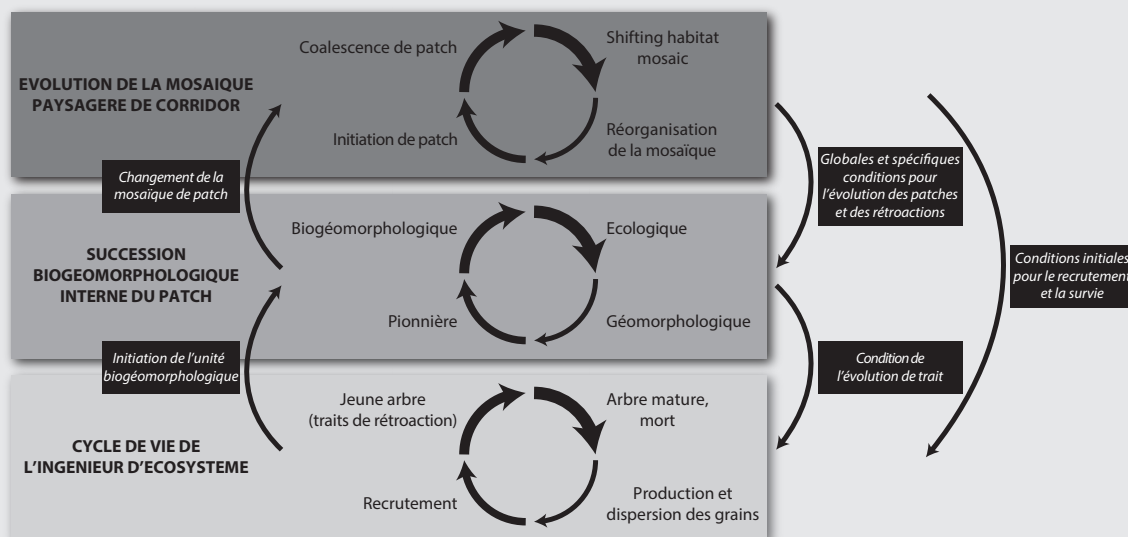 Coalescence de patch
Shifting habitat
mosaic
EVOLUTION DE LA MOSAIQUE
PAYSAGERE DE CORRIDOR
Initiation de patch
Réorganisation
de la mosaïque
Changement de la
mosaïque de patch
Globales et spécifiques
conditions pour
l'évolution des patches
et des rétroactions
Biogéomorphologique
Ecologique
SUCCESSION
BIOGEOMORPHOLOGIQUE
INTERNE DU PATCH
Conditions initiales
pour le recrutement
et la survie
Pionnière
Géomorphologique
Initiation de l'unité
biogéomorphologique
Condition de
l'évolution de trait
Jeune arbre
(traits de rétroaction)
Arbre mature,
mort
CYCLE DE VIE DE
L'INGENIEUR D'ECOSYSTEME
Recrutement
Production et
dispersion des grains